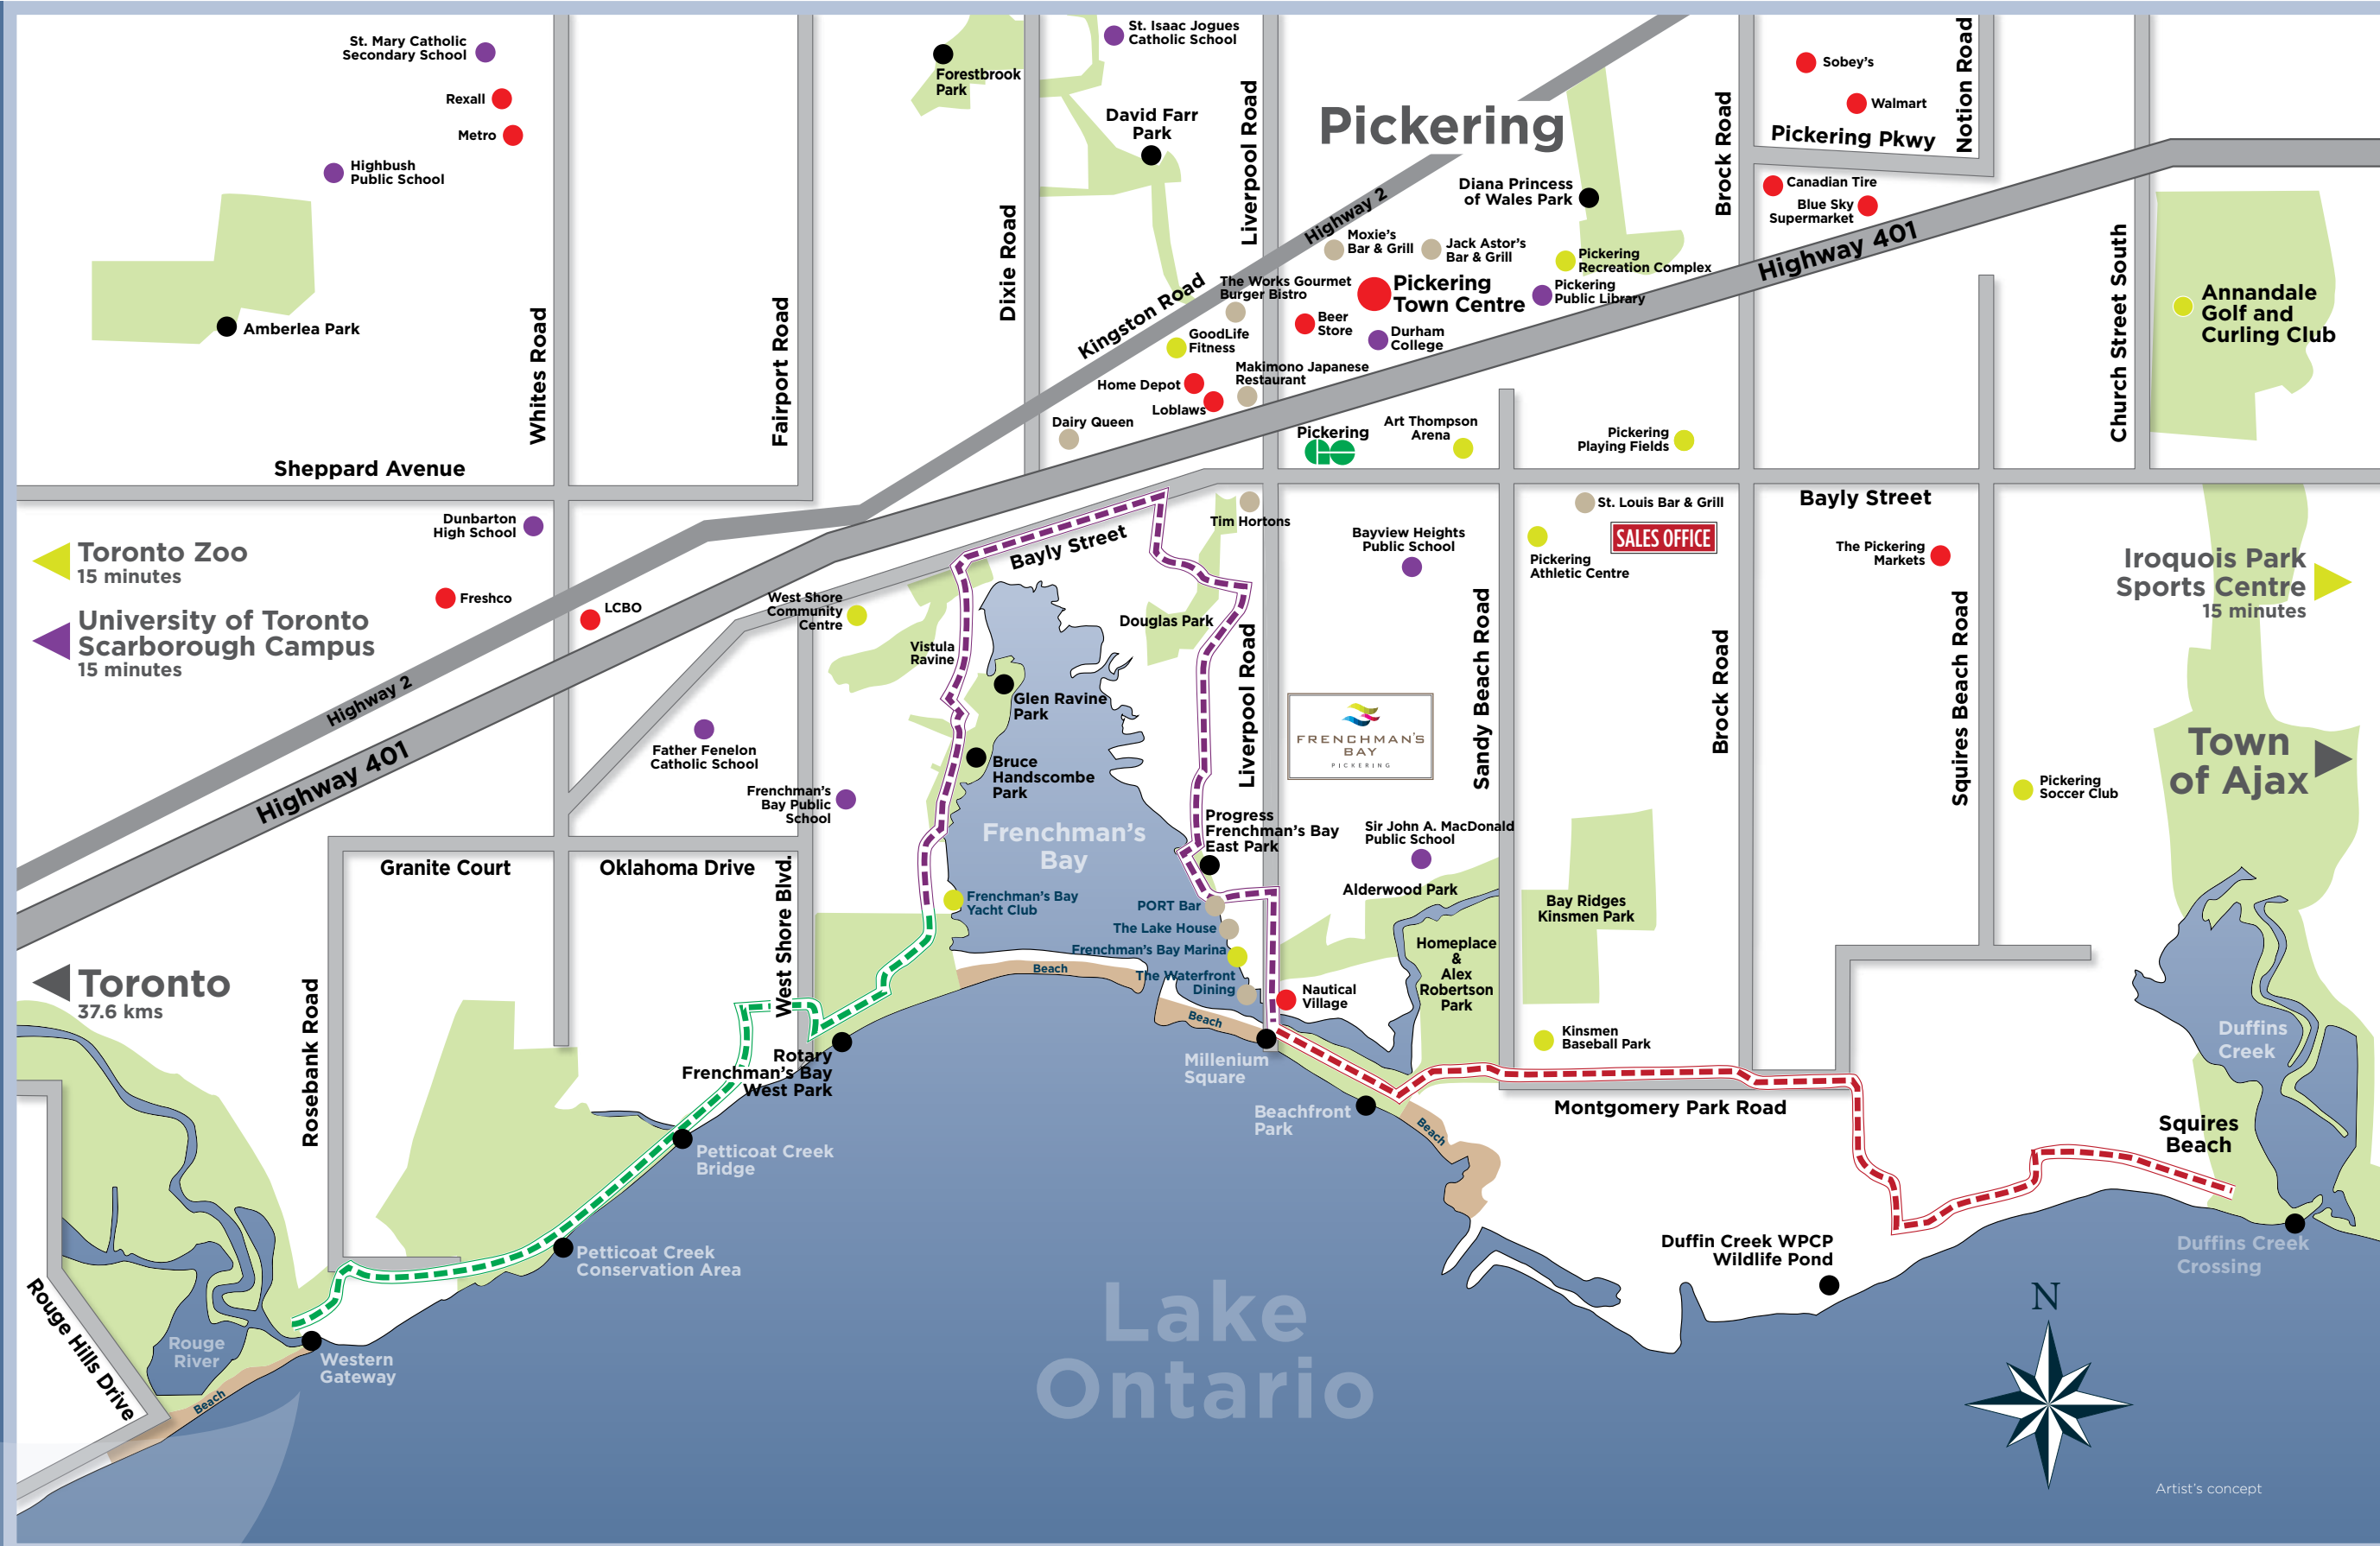 St. Mary Catholic
Secondary School
Rexall
Metro
Highbush
Public School
Amberlea Park
Whites Road
Fairport Road
Sheppard Avenue
Forestbrook
Park
Dixie Road
St. Isaac Jogues
Catholic School
David Farr
Park
Liverpool Road
Pickering
Highway 2
Kingston Road
Diana Princess
of Wales Park
Moxie's
Bar & Grill
Jack Astor's
Bar & Grill
Pickering
Recreation Complex
The Works Gourmet
Burger Bistro
Pickering
Town Centre
Pickering
Public Library
Beer
Store
Durham
College
GoodLife
Fitness
Makimono Japanese
Restaurant
Home Depot
Loblaws
Dairy Queen
Pickering
GO
Art Thompson
Arena
Pickering
Playing Fields
Brock Road
Sobey's
Walmart
Notion Road
Pickering Pkwy
Canadian Tire
Blue Sky
Supermarket
Highway 401
Church Street South
Annandale
Golf and
Curling Club
Dunbarton
High School
Toronto Zoo
15 minutes
Freshco
LCBO
University of Toronto
Scarborough Campus
15 minutes
Highway 2
Highway 401
West Shore
Community
Centre
Bayly Street
Tim Hortons
Bayview Heights
Public School
St. Louis Bar & Grill
SALES OFFICE
Pickering
Athletic Centre
Bayly Street
The Pickering
Markets
Iroquois Park
Sports Centre
15 minutes
Vistula
Ravine
Douglas Park
Glen Ravine
Park
Liverpool Road
Sandy Beach Road
Brock Road
Squires Beach Road
FRENCHMAN'S
BAY
PICKERING
Father Fenelon
Catholic School
Frenchman's
Bay Public
School
Bruce
Handscombe
Park
Town
of Ajax
Pickering
Soccer Club
Frenchman's
Bay
Progress
Frenchman's Bay
East Park
Sir John A. MacDonald
Public School
Granite Court
Oklahoma Drive
West Shore Blvd.
Alderwood Park
Frenchman's Bay
Yacht Club
PORT Bar
The Lake House
Frenchman's Bay Marina
The Waterfront
Dining
Bay Ridges
Kinsmen Park
Homeplace
&
Alex
Robertson
Park
Beach
Beach
Nautical
Village
Toronto
37.6 kms
Rosebank Road
Rotary
Frenchman's Bay
West Park
Millenium
Square
Kinsmen
Baseball Park
Duffins
Creek
Beachfront
Park
Beach
Montgomery Park Road
Squires
Beach
Petticoat Creek
Bridge
Petticoat Creek
Conservation Area
Duffin Creek WPCP
Wildlife Pond
Duffins Creek
Crossing
Rouge Hills Drive
Rouge
River
Beach
Western
Gateway
Lake
Ontario
N
Artist's concept